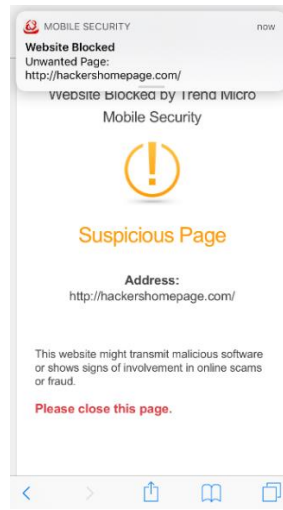 MOBILE SECURITY now
Website Blocked
Unwanted Page:
http://hackershomepage.com/
Website Blocked by Trend Micro
Mobile Security
Suspicious Page
Address:
http://hackershomepage.com/
This website might transmit malicious software
or shows signs of involvement in online scams
or fraud.
Please close this page.